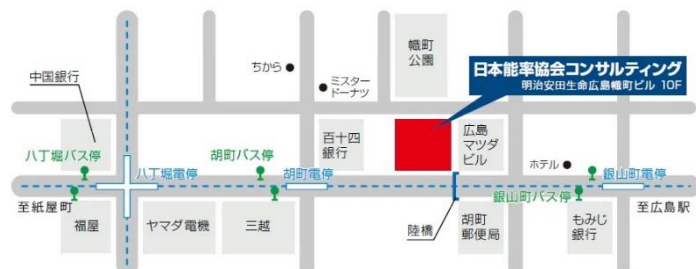 幟町
公園
ちから
ミスター
ドーナツ
日本能率協会コンサルティング
明治安田生命広島幟町ビル 10F
中国銀行
百十四
銀行
広島
マツダ
ビル
八丁堀バス停
八丁堀電停
胡町バス停
胡町電停
ホテル
銀山町電停
銀山町バス停
至紙屋町
至広島駅
福屋
ヤマダ電機
三越
陸橋
胡町
郵便局
もみじ
銀行